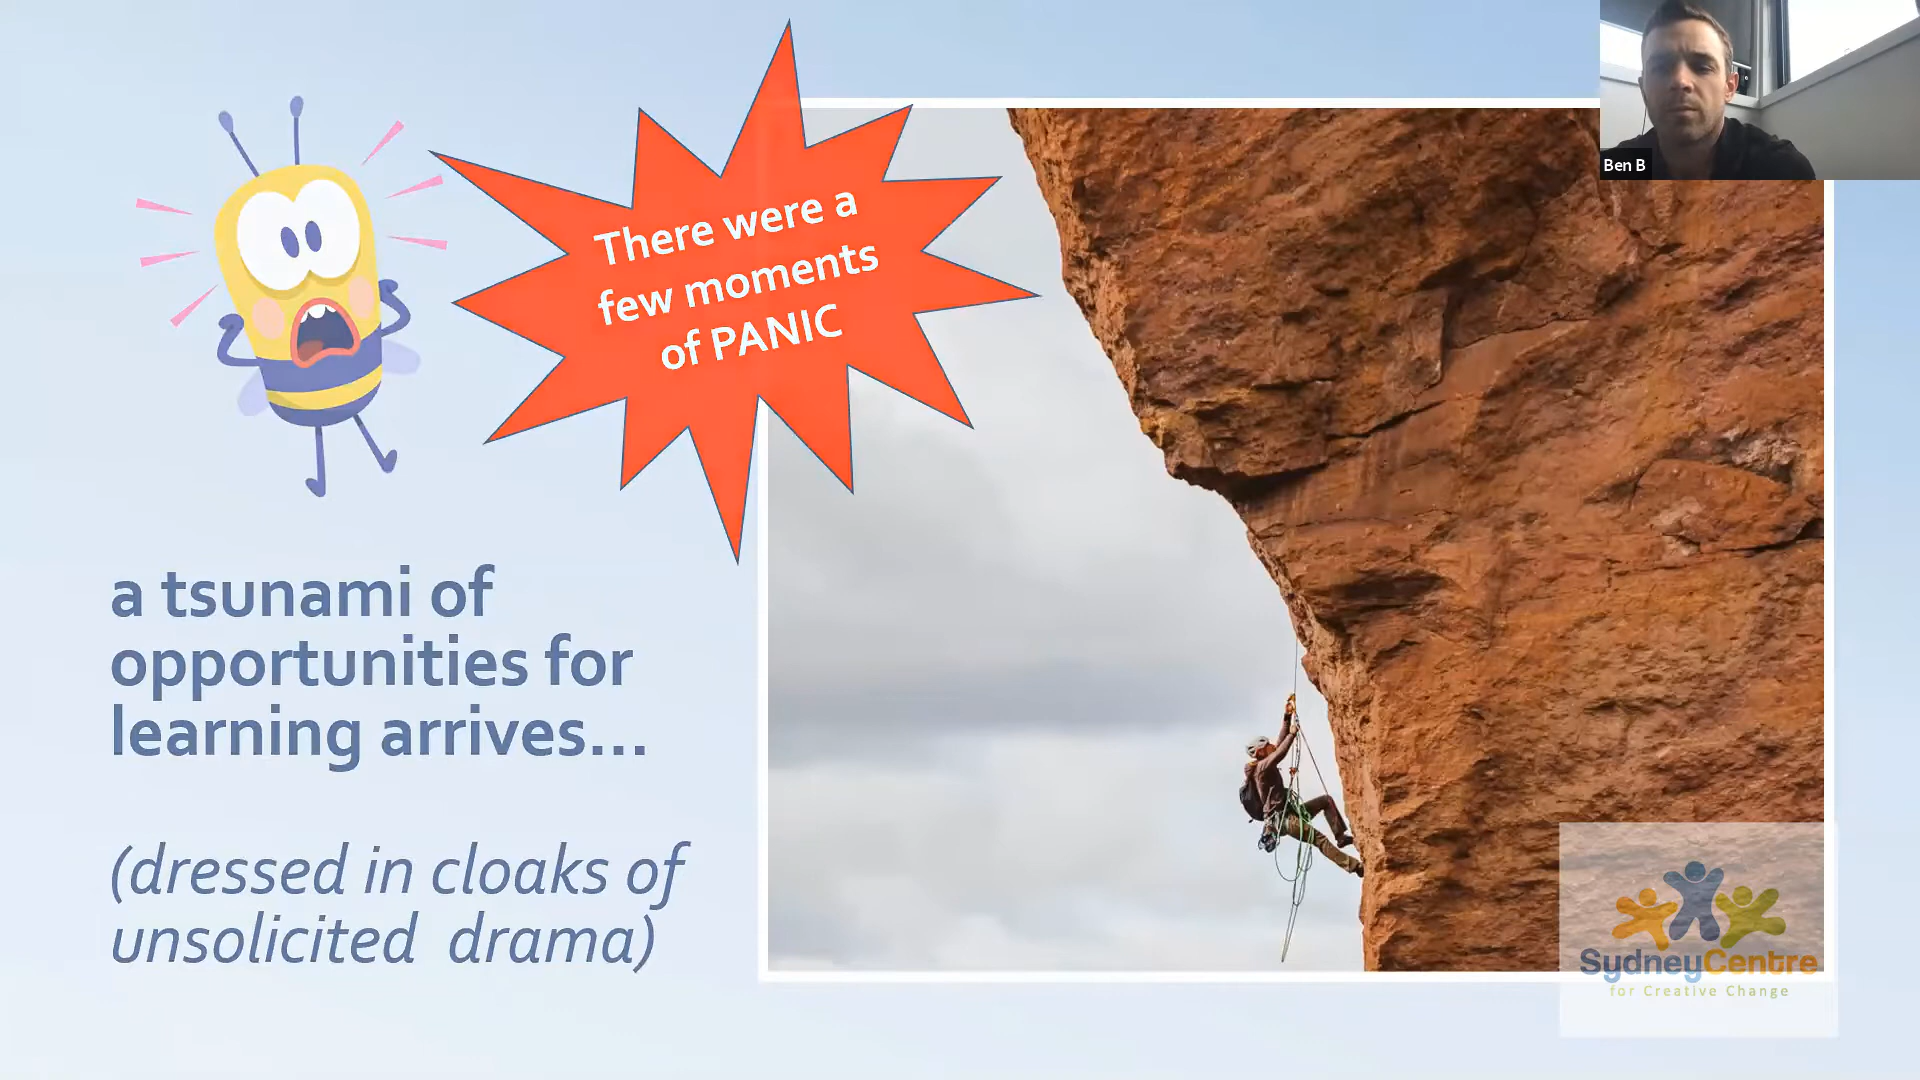 There were a
few moments
of PANIC
Ben B
a tsunami of
opportunities for
learning arrives...
(dressed in cloaks of
unsolicited drama)
SydneyCentre
for Creative Change